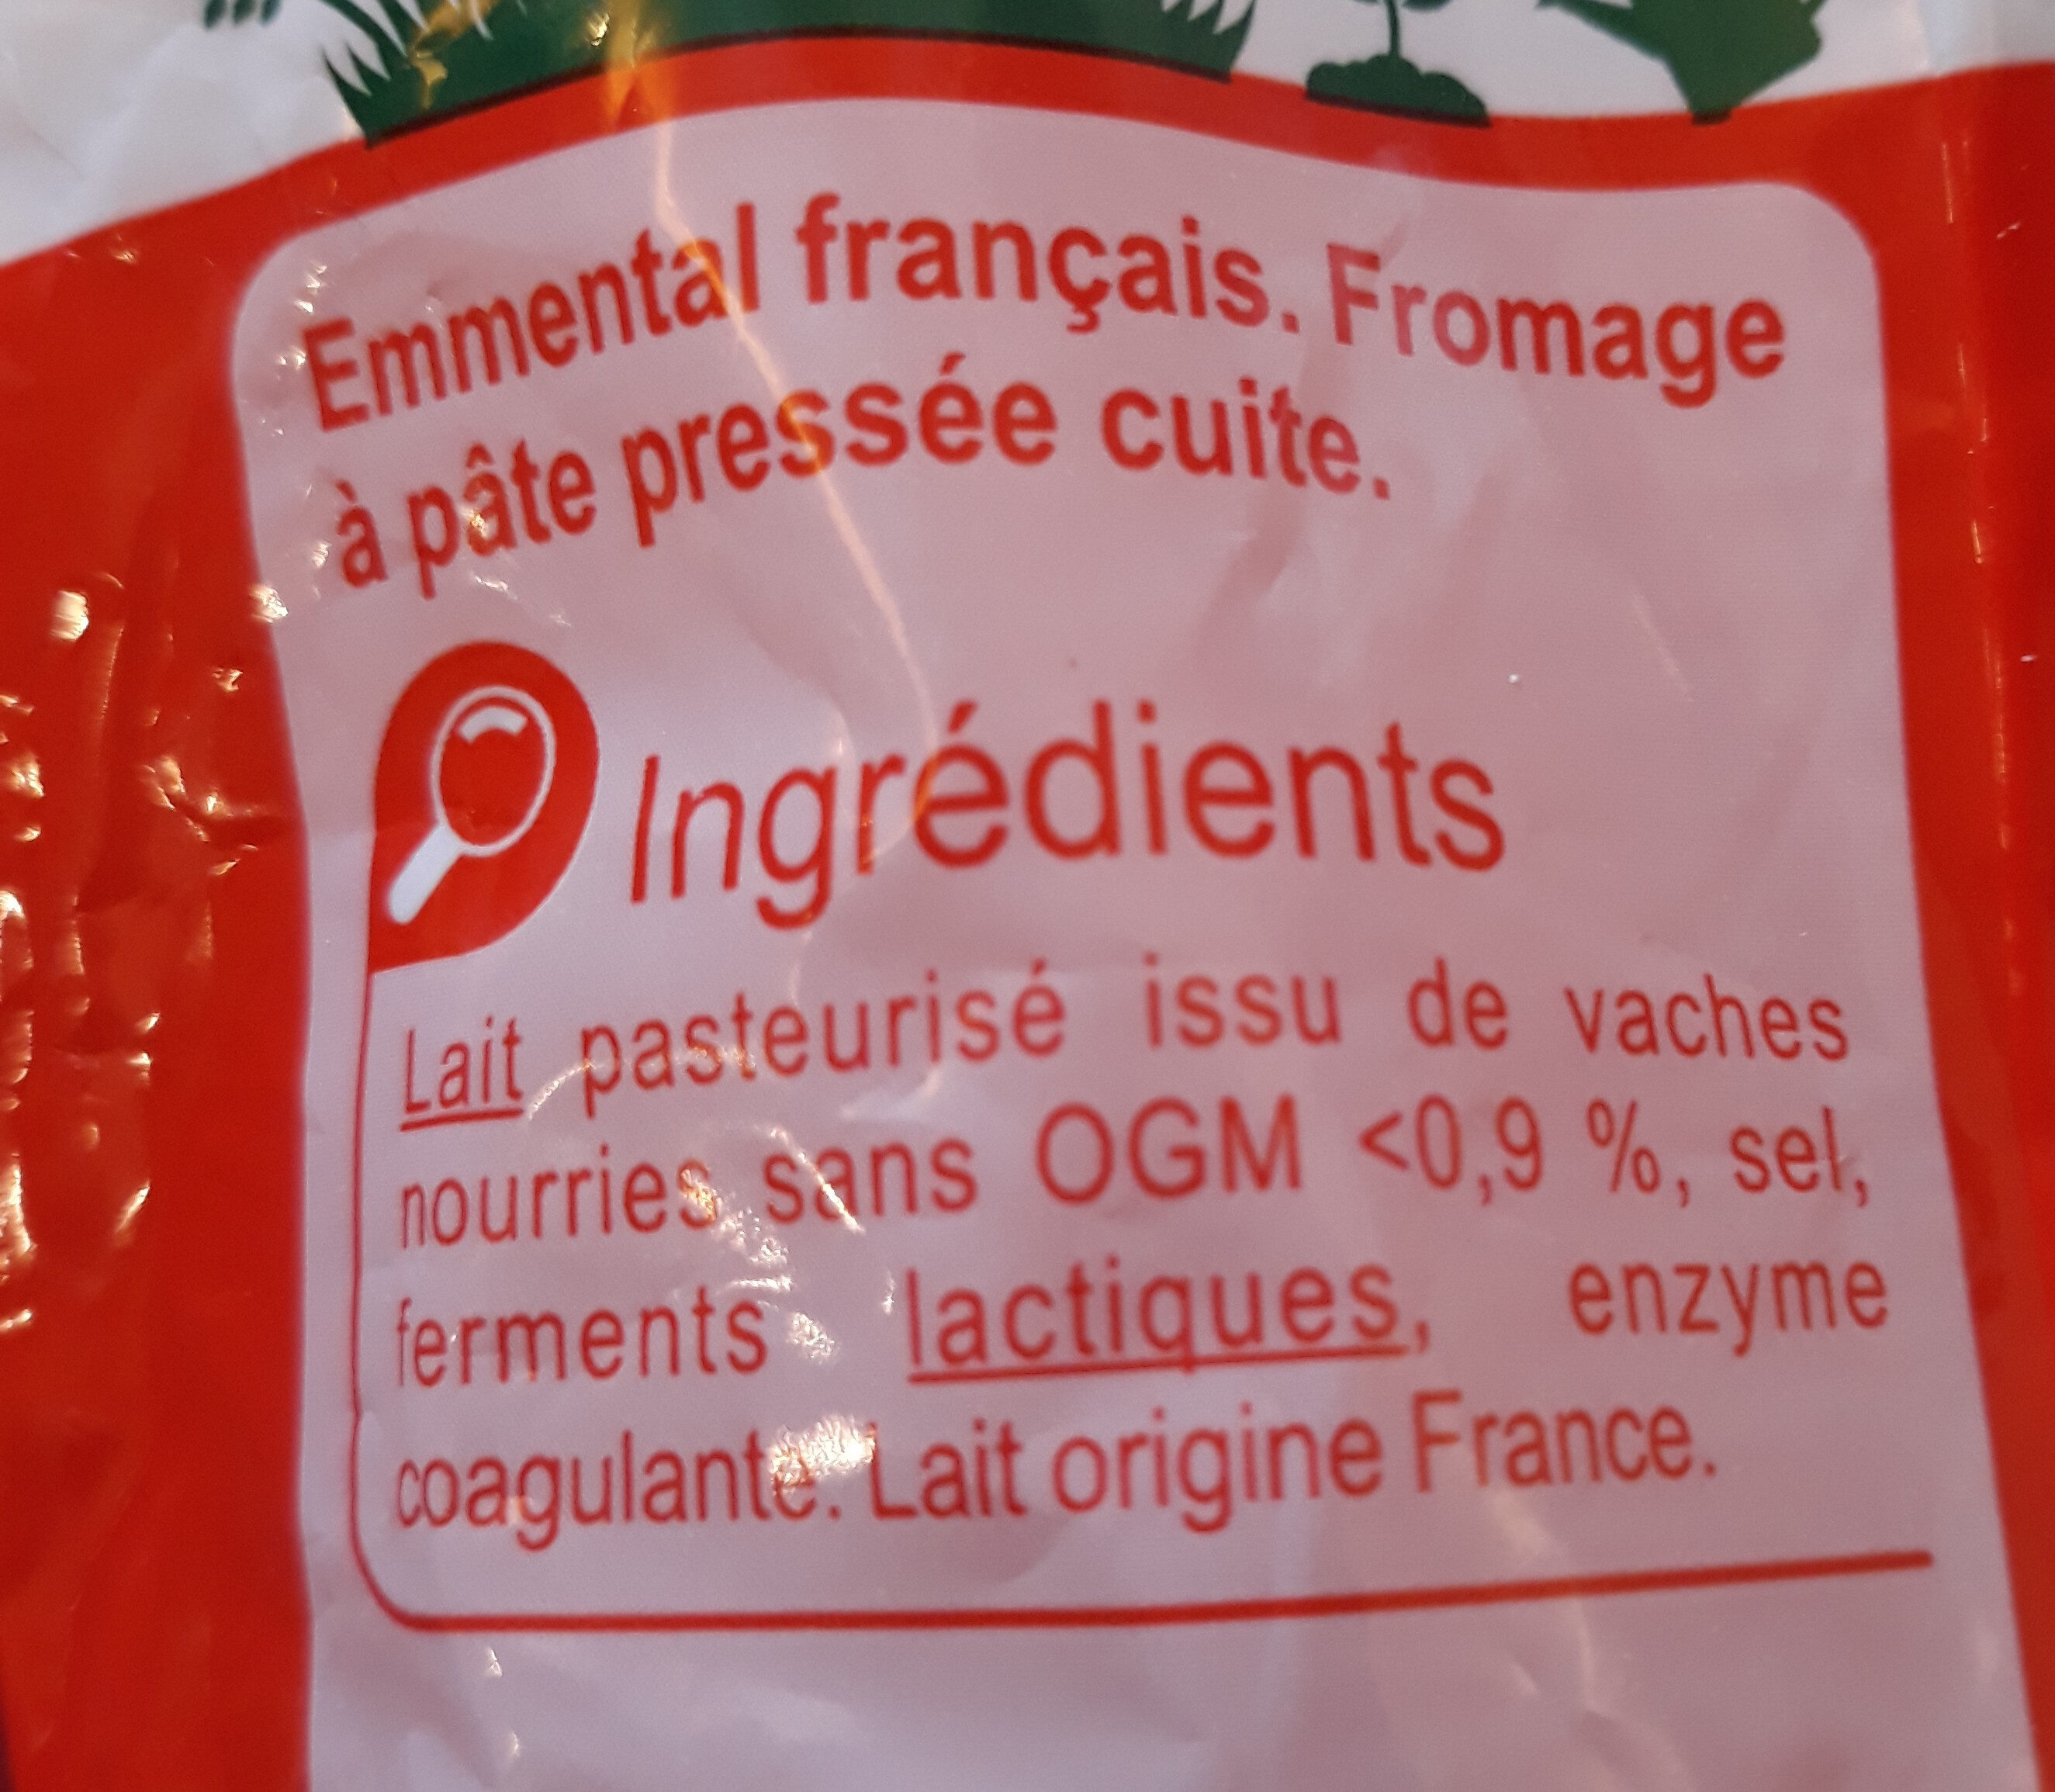 Emmental français. Fromage
à pâte pressée cuite.
Ingrédients
Lait pasteurisé issu de vaches
nourries sans OGM <0,9 %, sel,
ferments lactiques, enzyme
coagulante. Lait origine France.